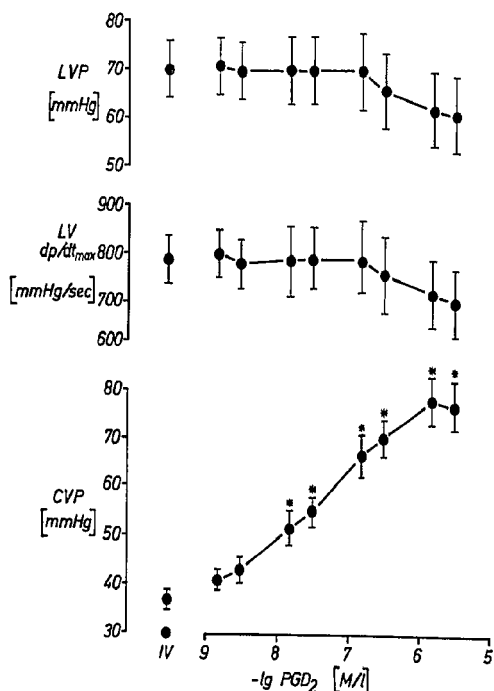 80
LVP 70
[mmHg] 60
50
900
LV
dp/dt max 800
[mmHg/sec] 700
600
80
* *
70
* *
60
CVP
[mmHg] 50
* *
40
30
IV 9 8 7 6 5
-lg PGD2 [M/l]